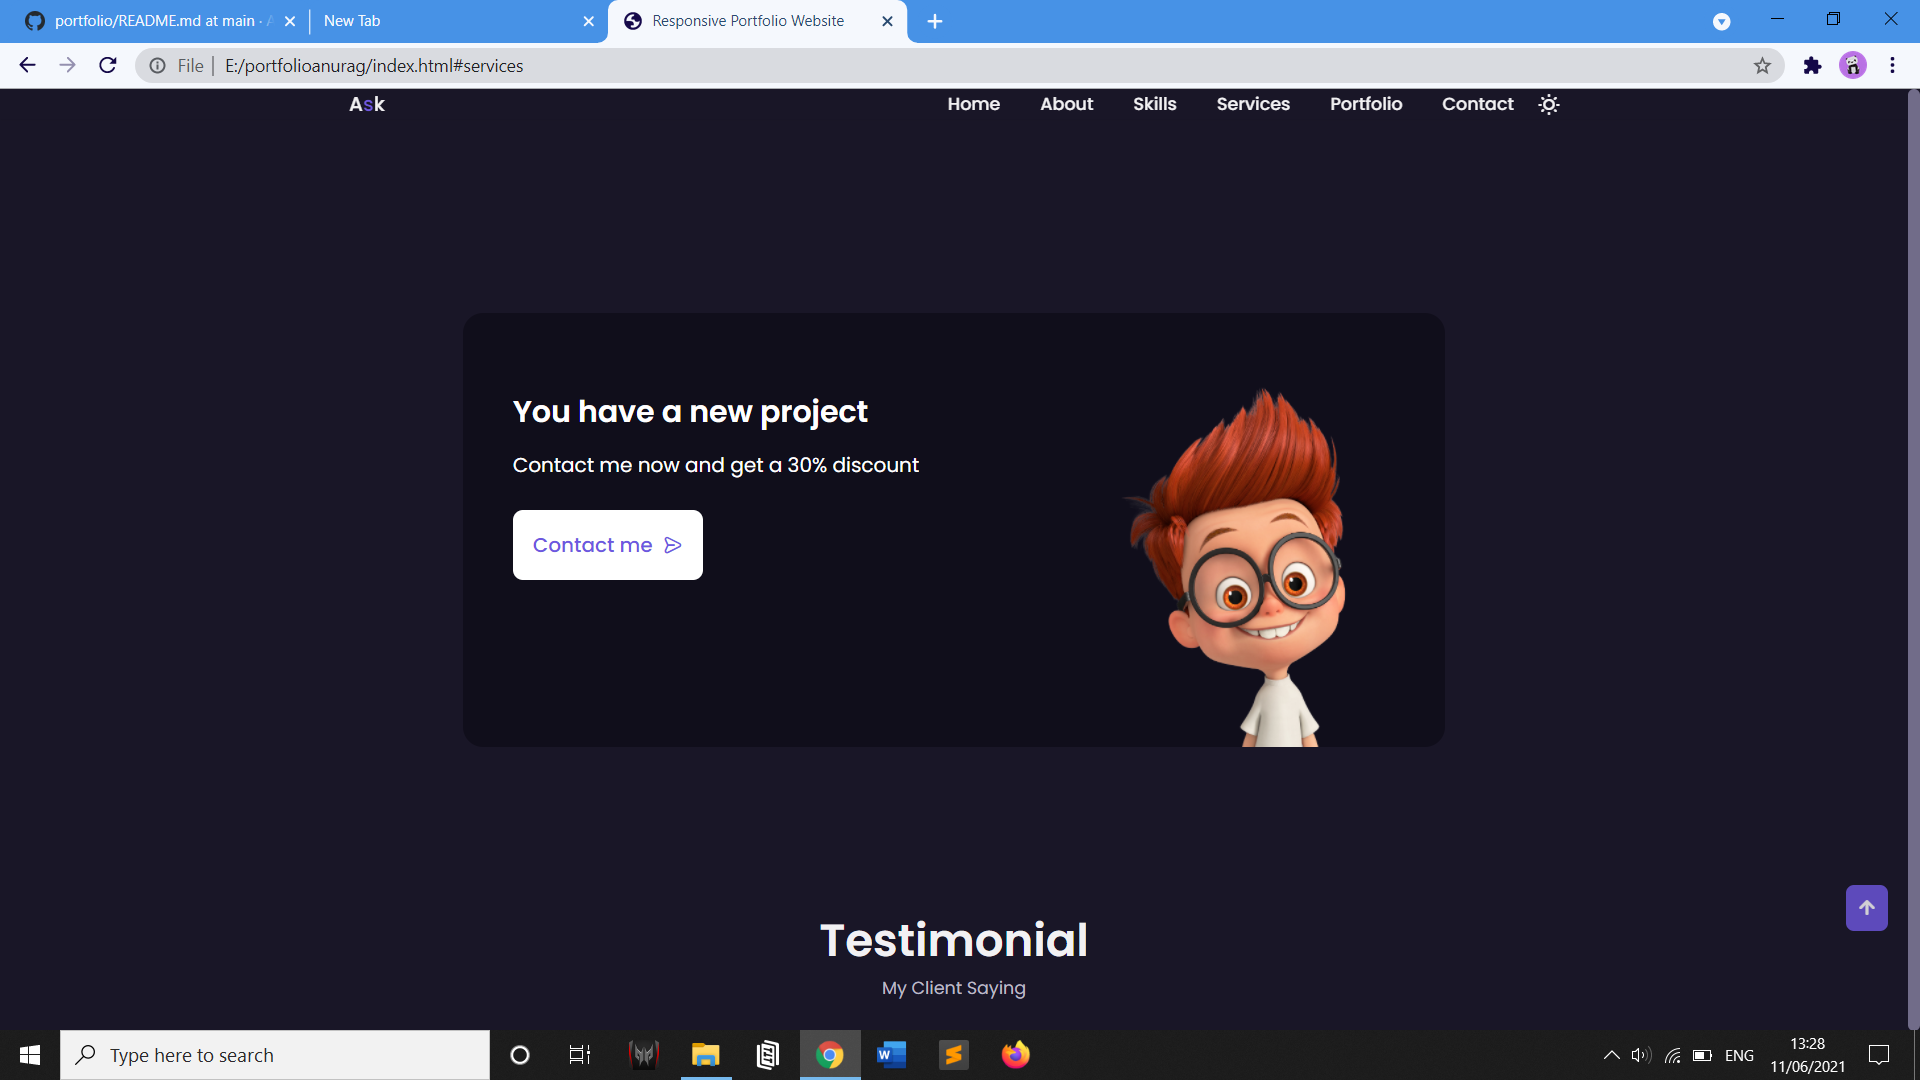 portfolio/README.md at main ·
New Tab
Responsive Portfolio Website
File
E:/portfolioanurag/index.html#services
Ask
Home
About
Skills
Services
Portfolio
Contact
You have a new project
Contact me now and get a 30% discount
Contact me
Testimonial
My Client Saying
Type here to search
ENG
13:28
11/06/2021